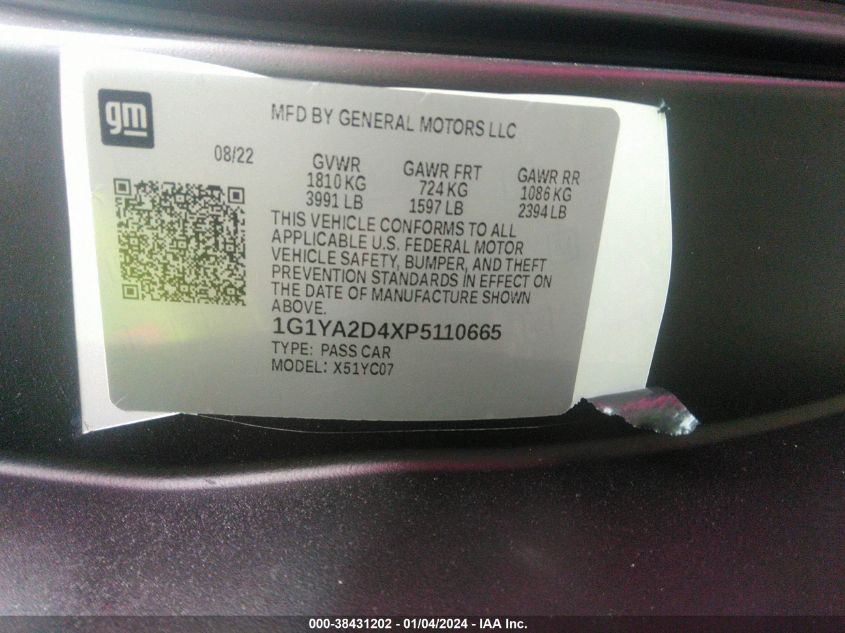 gm
MFD BY GENERAL MOTORS LLC
08/22
GVWR GAWR FRT GAWR RR
1810 KG 724 KG 1086 KG
3991 LB 1597 LB 2394 LB
THIS VEHICLE CONFORMS TO ALL
APPLICABLE U.S. FEDERAL MOTOR
VEHICLE SAFETY, BUMPER, AND THEFT
PREVENTION STANDARDS IN EFFECT ON
THE DATE OF MANUFACTURE SHOWN
ABOVE.
1G1YA2D4XP5110665
TYPE: PASS CAR
MODEL: X51YC07
000-38431202 - 01/04/2024 - IAA Inc.